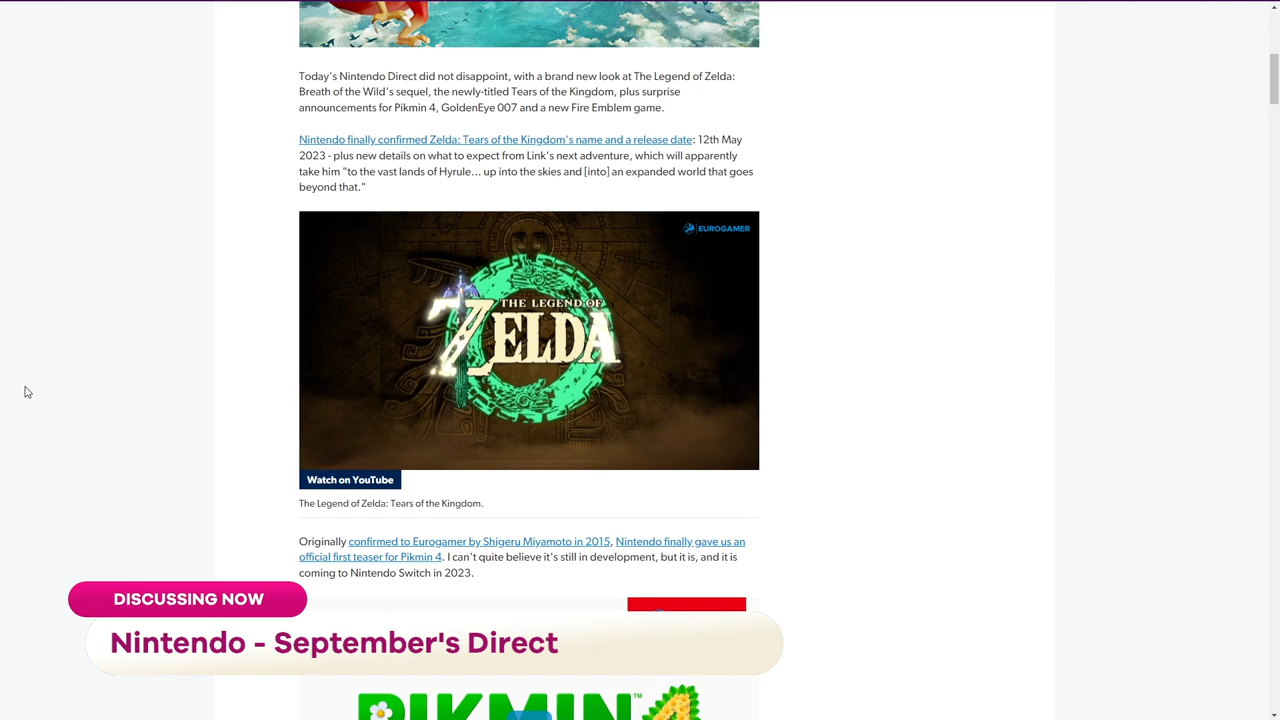 Today's Nintendo Direct did not disappoint, with a brand new look at The Legend of Zelda:
Breath of the Wild's sequel, the newly-titled Tears of the Kingdom, plus surprise
announcements for Pikmin 4, GoldenEye 007 and a new Fire Emblem game.
Nintendo finally confirmed Zelda: Tears of the Kingdom's name and a release date: 12th May
2023 - plus new details on what to expect from Link's next adventure, which will apparently
take him "to the vast lands of Hyrule... up into the skies and [into] an expanded world that goes
beyond that."
EUROGAMER
THE LEGEND OF
ZELDA
Watch on YouTube
The Legend of Zelda: Tears of the Kingdom.
Originally confirmed to Eurogamer by Shigeru Miyamoto in 2015, Nintendo finally gave us an
official first teaser for Pikmin 4. I can't quite believe it's still in development, but it is, and it is
coming to Nintendo Switch in 2023.
DISCUSSING NOW
Nintendo - September's Direct
PIKMIN 4
™